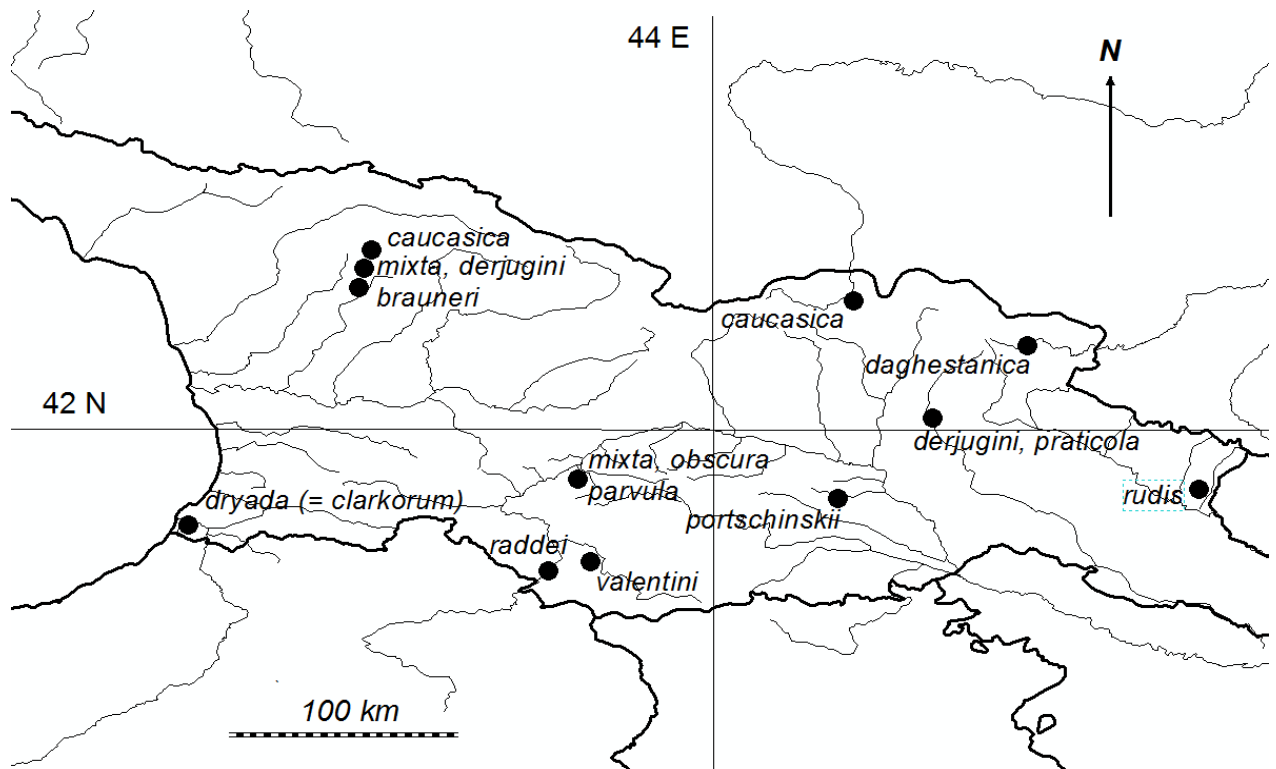 44 E
N
caucasica
mixta, derjugini
brauneri
caucasica
daghestanica
42 N
derjugini, praticola
mixta, obscura
parvula
rudis
dryada (= clarkorum)
portschinskii
raddei
valentini
100 km